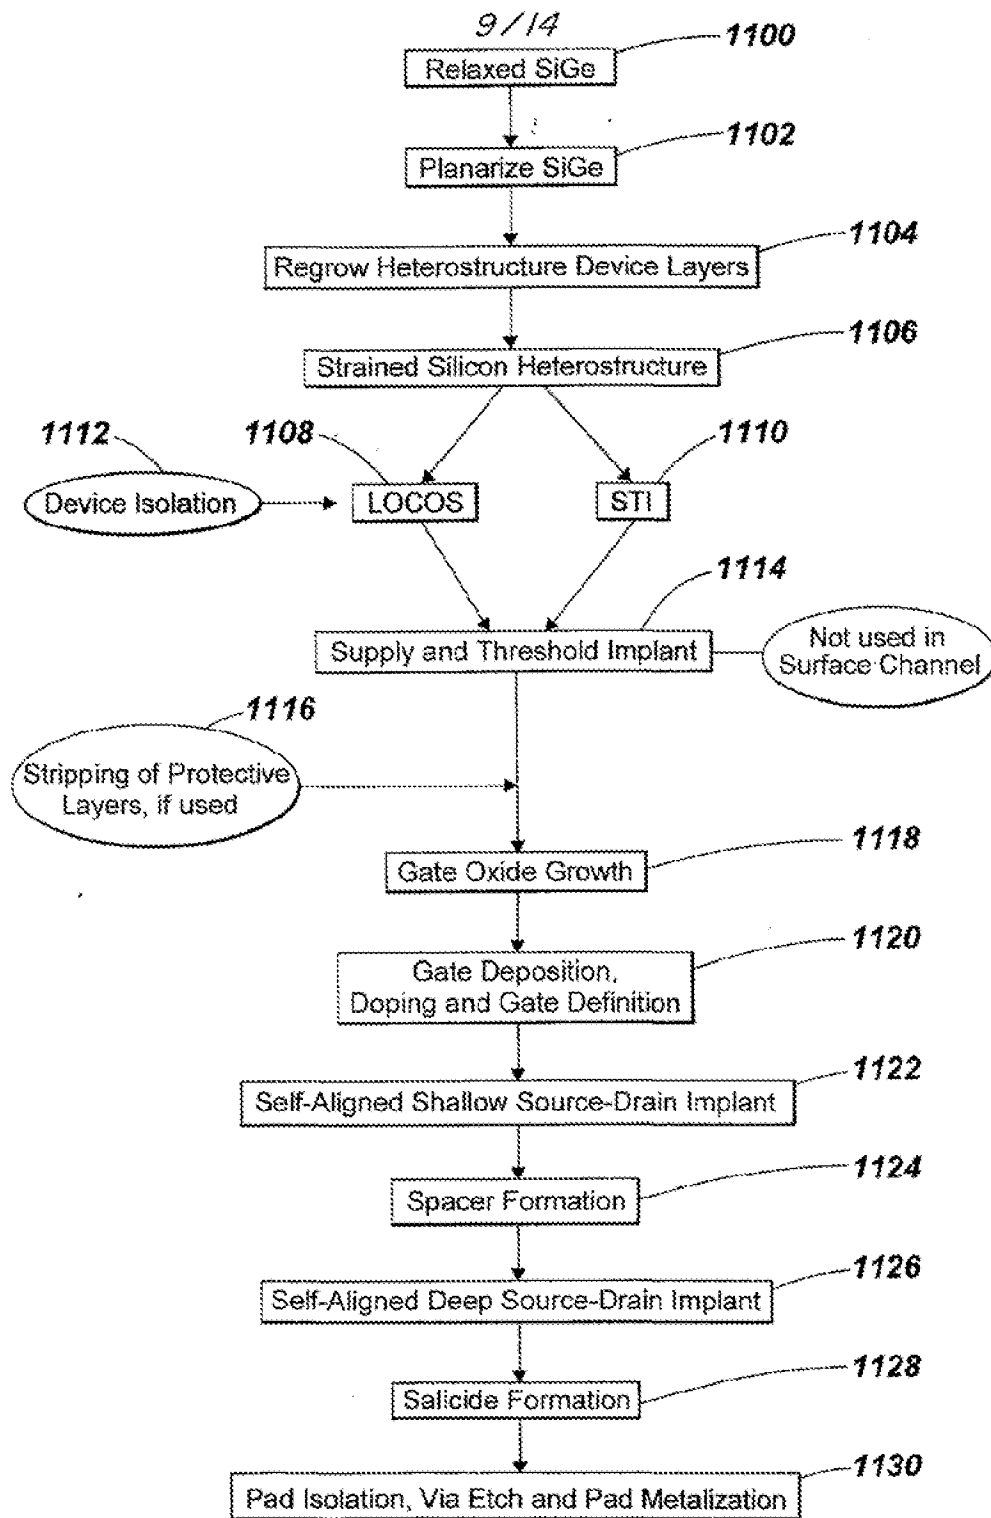 9/14
1100
Relaxed SiGe
1102
Planarize SiGe
1104
Regrow Heterostructure Device Layers
1106
Strained Silicon Heterostructure
1112
1108
1110
Device Isolation
LOCOS
STI
1114
Supply and Threshold Implant
Not used in
Surface Channel
1116
Stripping of Protective
Layers, if used
1118
Gate Oxide Growth
1120
Gate Deposition,
Doping and Gate Definition
1122
Self-Aligned Shallow Source-Drain Implant
1124
Spacer Formation
1126
Self-Aligned Deep Source-Drain Implant
1128
Salicide Formation
1130
Pad Isolation, Via Etch and Pad Metalization